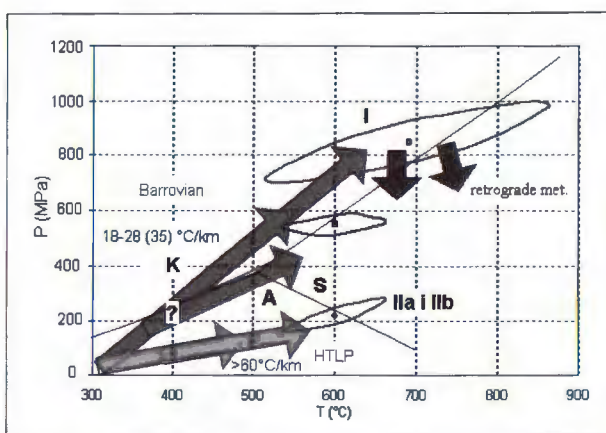 1200
1000
800
600
400
200
0
P (MPa)
I
Barrovian
retrograde met.
18-28 (35) °C/km
K
?
A
S
IIa i IIb
HTLP
>60°C/km
300
400
500
600
700
800
900
T (°C)